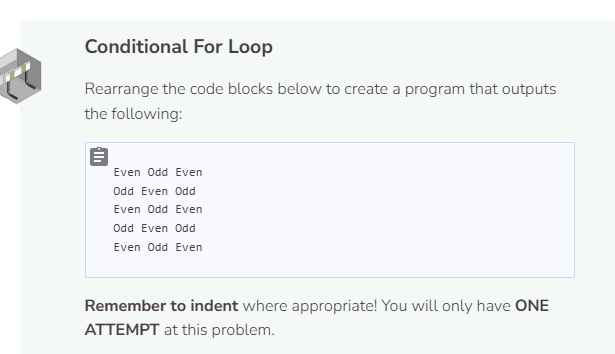 Conditional For Loop
Rearrange the code blocks below to create a program that outputs
the following:
Even Odd Even
Odd Even Odd
Even Odd Even
Odd Even Odd
Even Odd Even
Remember to indent where appropriate! You will only have ONE
ATTEMPT at this problem.